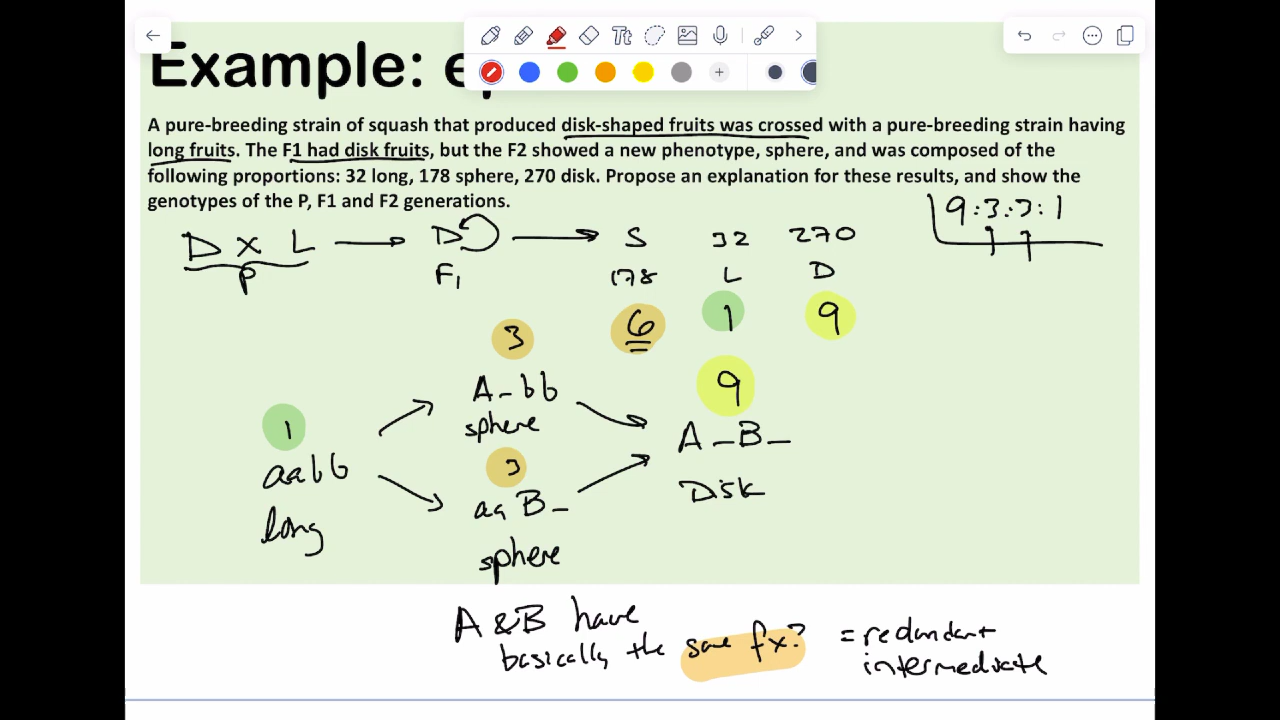 Tt
Example: e
A pure-breeding strain of squash that produced disk-shaped fruits was crossed with a pure-breeding strain having
long fruits. The F1 had disk fruits, but the F2 showed a new phenotype, sphere, and was composed of the
following proportions: 32 long, 178 sphere, 270 disk. Propose an explanation for these results, and show the
genotypes of the P, F1 and F2 generations.
9:3:3:1
D x L → D → S 32 270
P F1 178 L D
3 6 1 9
A-bb 9
sphere
1 A-B-
aabb 3 Disk
long aaB-
sphere
A & B have
basically the same fx? = redundant
intermediate